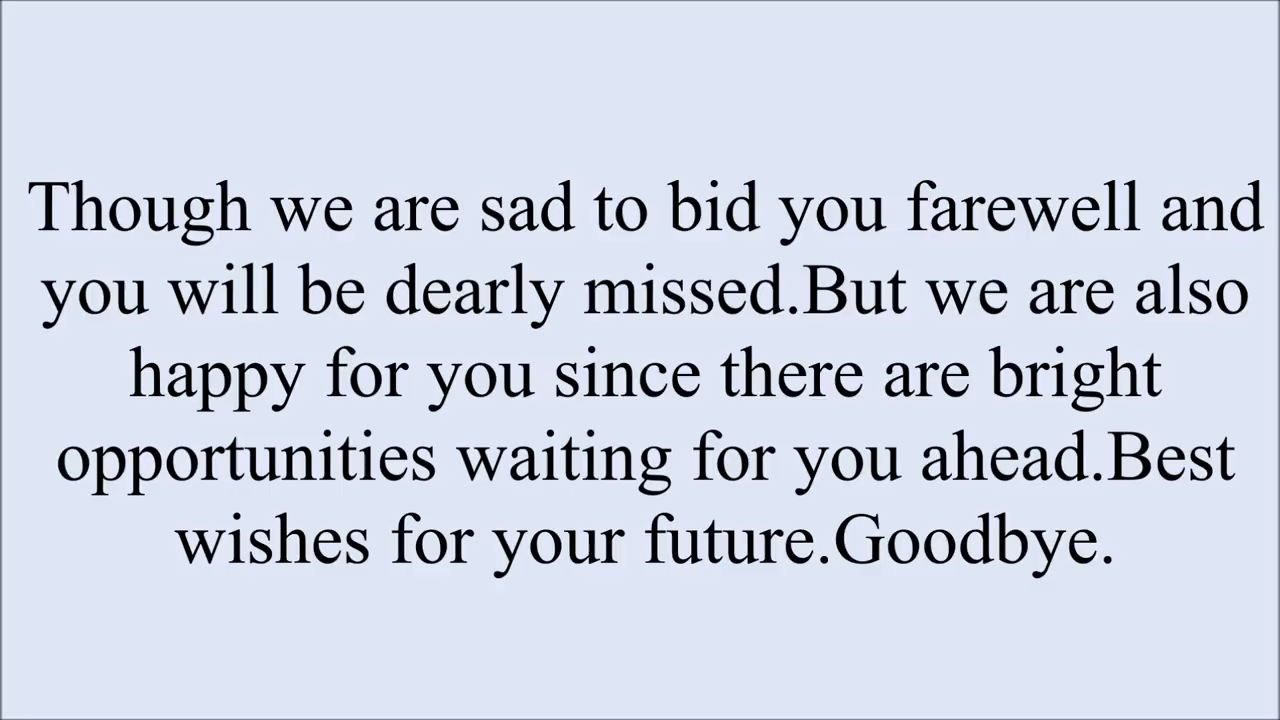 Though we are sad to bid you farewell and
you will be dearly missed.But we are also
happy for you since there are bright
opportunities waiting for you ahead.Best
wishes for your future.Goodbye.